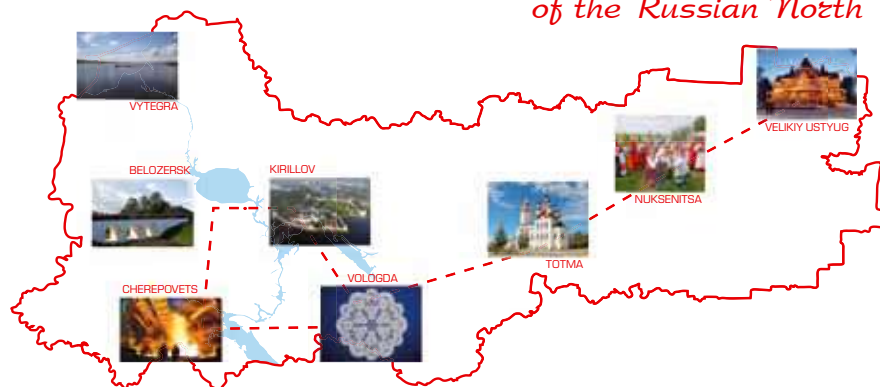 of the Russian North
VYTEGRA
VELIKIY USTYUG
BELOZERSK
KIRILLOV
NUKSENITSA
TOTMA
VOLOGDA
CHEREPOVETS